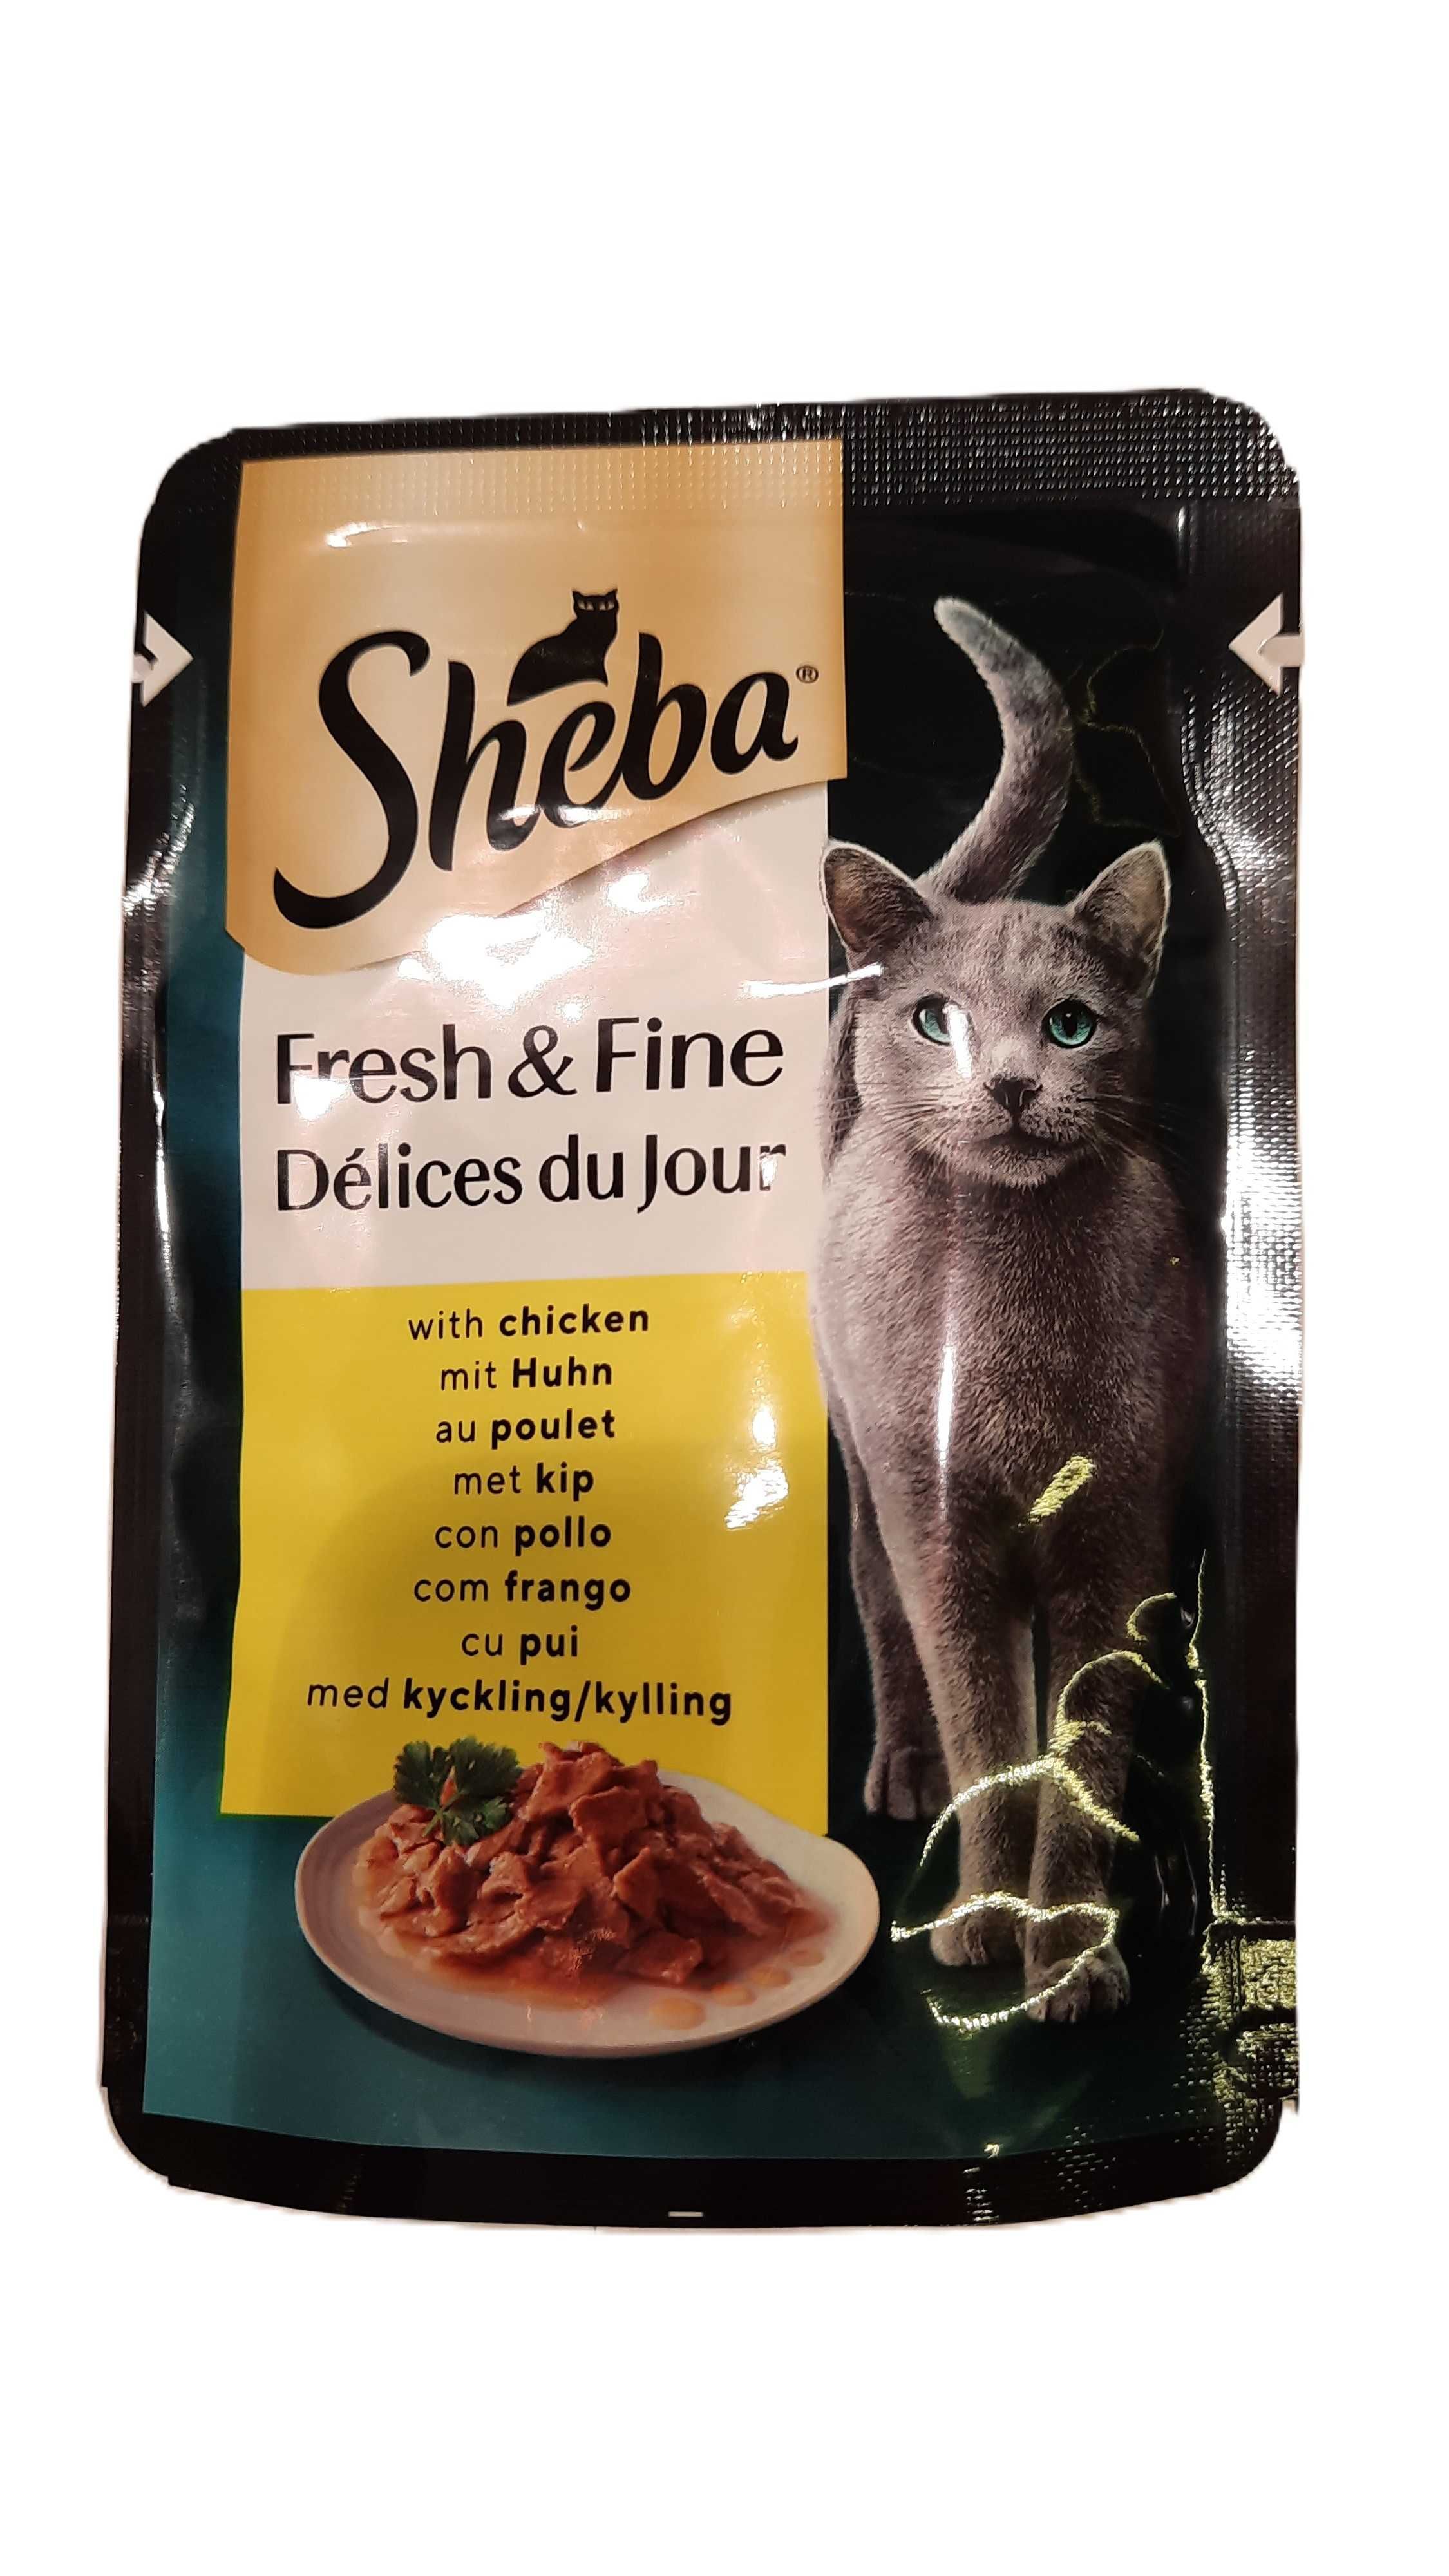 Sheba®
Fresh & Fine
Délices du Jour
with chicken
mit Huhn
au poulet
met kip
con pollo
com frango
cu pui
med kyckling/kylling